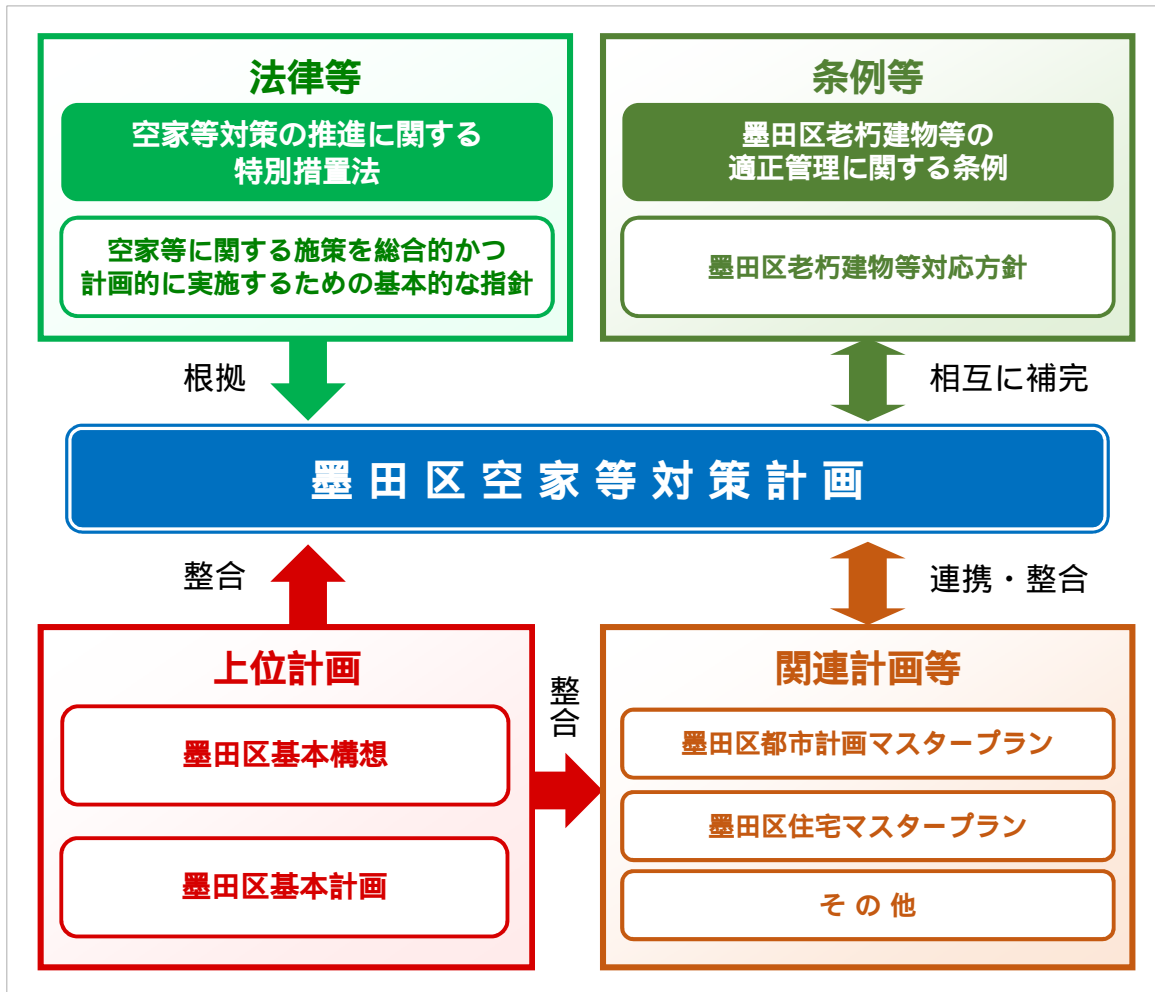 法律等
空家等対策の推進に関する
特別措置法
空家等に関する施策を総合的かつ
計画的に実施するための基本的な指針
条例等
墨田区老朽建物等の
適正管理に関する条例
墨田区老朽建物等対応方針
根拠
相互に補完
墨田区空家等対策計画
整合
連携・整合
上位計画
墨田区基本構想
墨田区基本計画
整合
関連計画等
墨田区都市計画マスタープラン
墨田区住宅マスタープラン
その他